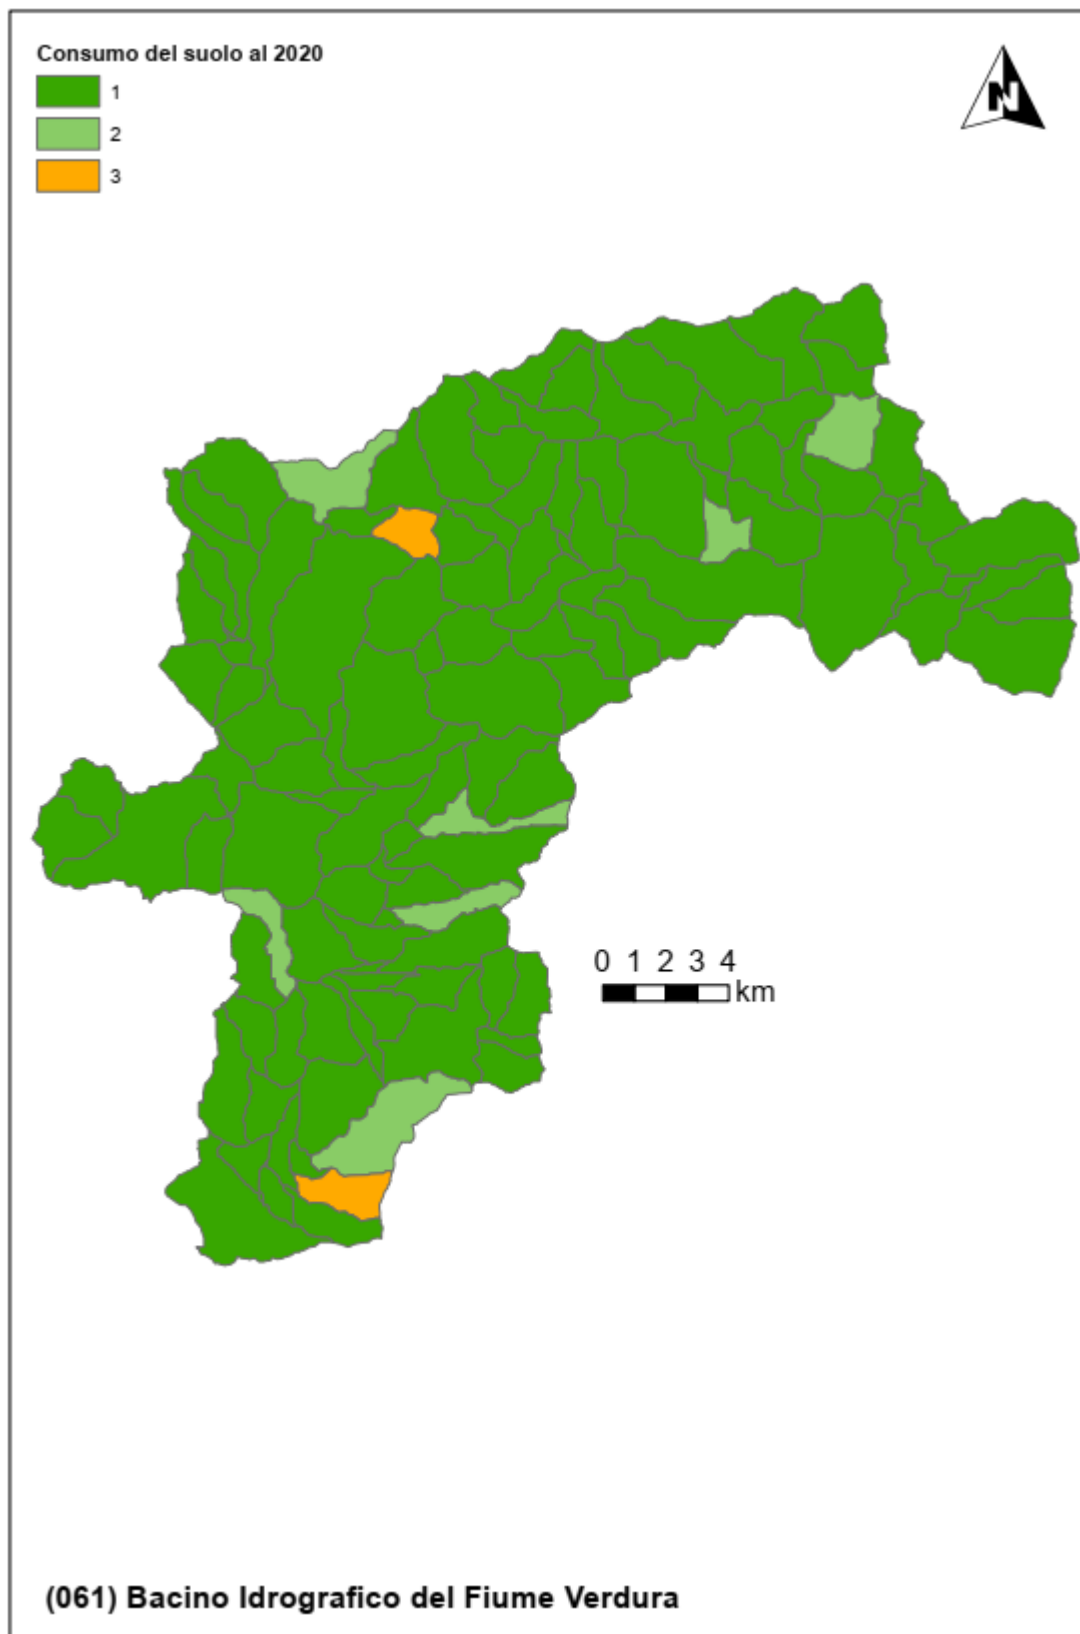 Consumo del suolo al 2020
1
2
3
N
0 1 2 3 4
km
(061) Bacino Idrografico del Fiume Verdura